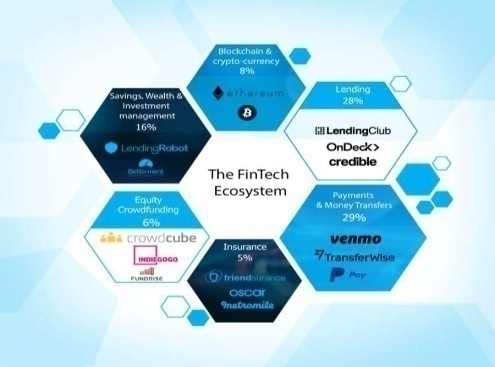 Blockchain &
crypto-currency
8%
ethereum
Savings, Wealth &
Investment
management
16%
LendingRobot
Betterment
Lending
28%
LendingClub
OnDeck>
credible
The FinTech
Ecosystem
Equity
Crowdfunding
6%
crowdcube
INDIEGOGO
FUNDRISE
Insurance
5%
friendsurance
oscar
metromile
Payments
& Money Transfers
29%
venmo
TransferWise
Pay